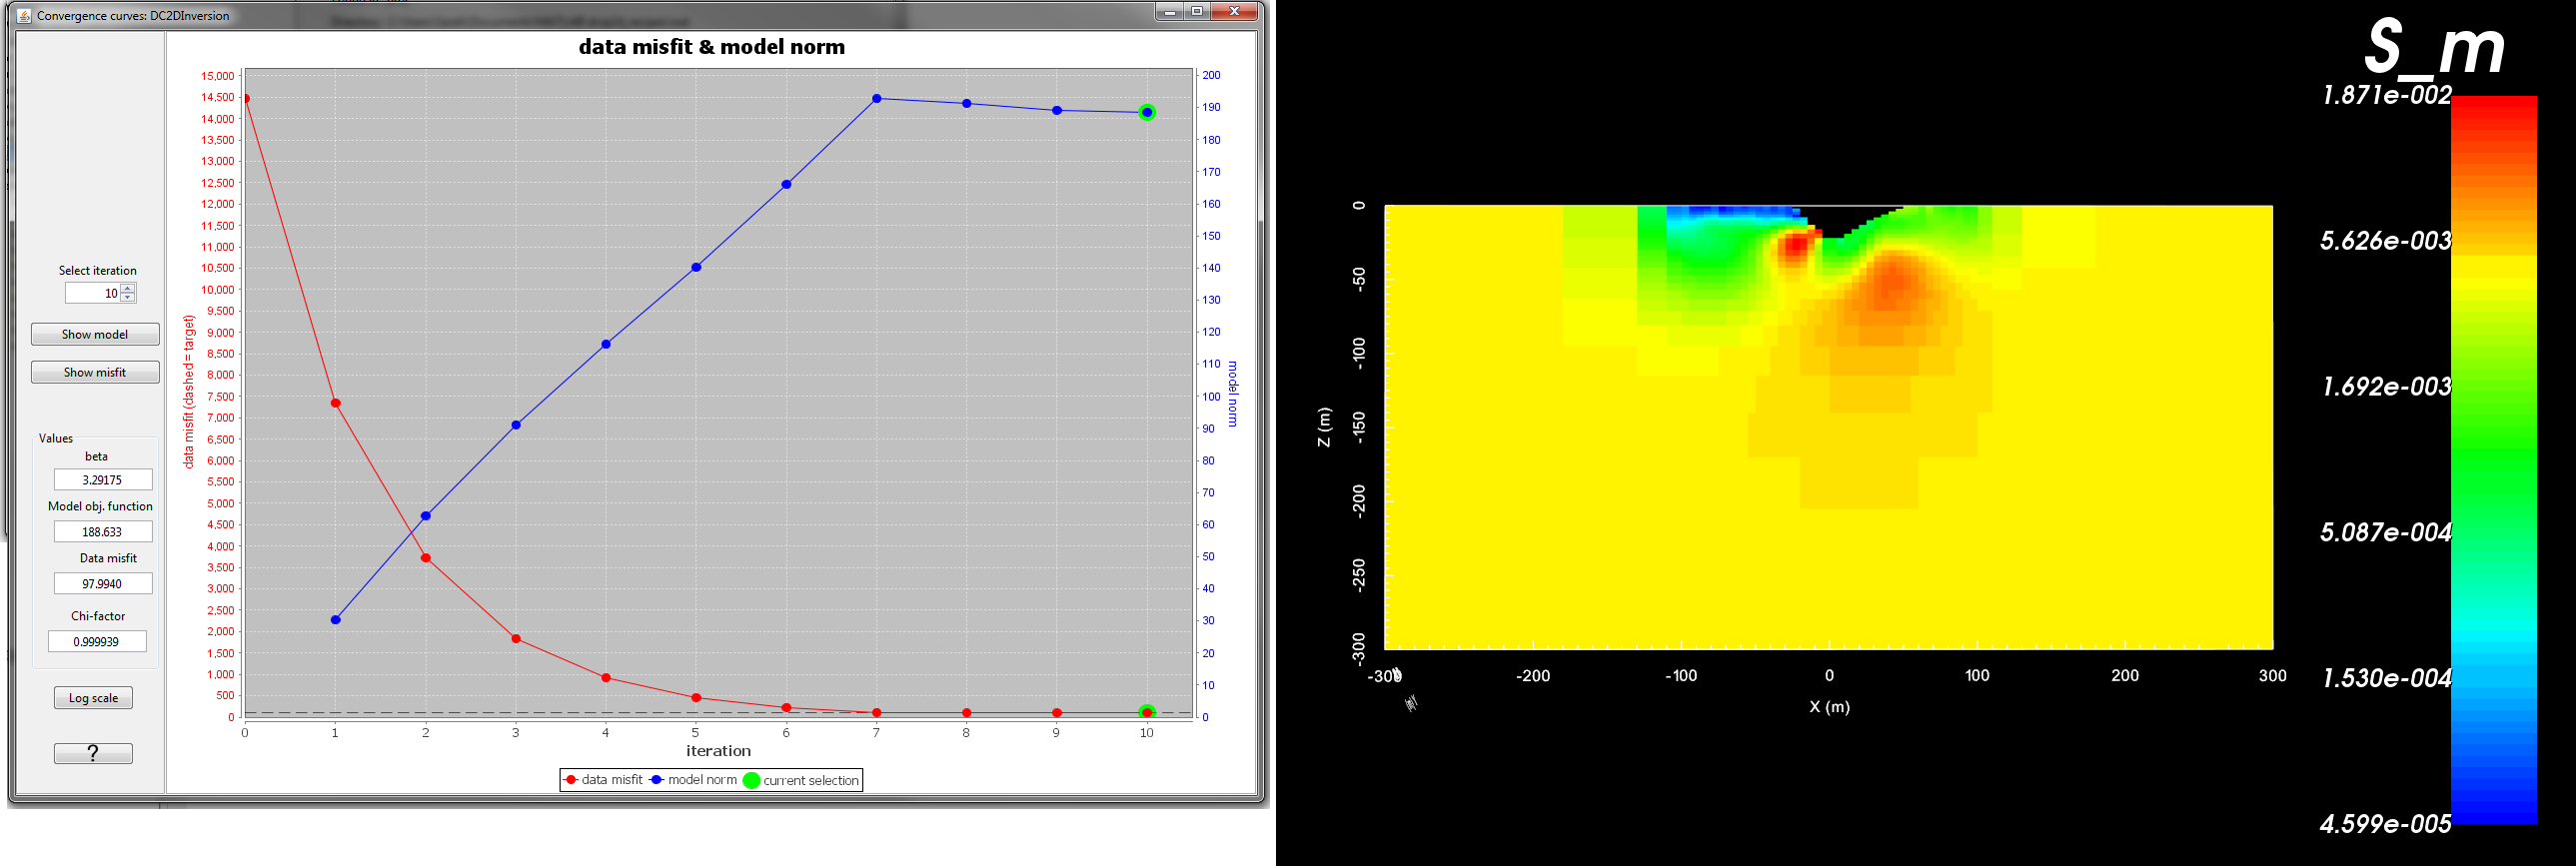 Convergence curves: DC2DInversion
data misfit & model norm
Select iteration
10
Show model
Show misfit
Values
beta
3.29175
Model obj. function
188.633
Data misfit
97.9940
Chi-factor
0.999939
Log scale
?
data misfit (dashed = target)
15,000
14,500
14,000
13,500
13,000
12,500
12,000
11,500
11,000
10,500
10,000
9,500
9,000
8,500
8,000
7,500
7,000
6,500
6,000
5,500
5,000
4,500
4,000
3,500
3,000
2,500
2,000
1,500
1,000
500
0
200
190
180
170
160
150
140
130
120
110
100
90
80
70
60
50
40
30
20
10
0
model norm
0 1 2 3 4 5 6 7 8 9 10
iteration
data misfit model norm current selection
Z (m)
0
-50
-100
-150
-200
-250
-300
-300 -200 -100 0 100 200 300
X (m)
S_m
1.871e-002
5.626e-003
1.692e-003
5.087e-004
1.530e-004
4.599e-005